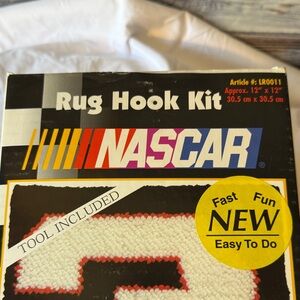 Article #: LR0011
Rug Hook Kit
Approx. 12" x 12"
30.5 cm x 30.5 cm
NASCAR®
TOOL INCLUDED
Fast Fun
NEW
Easy To Do